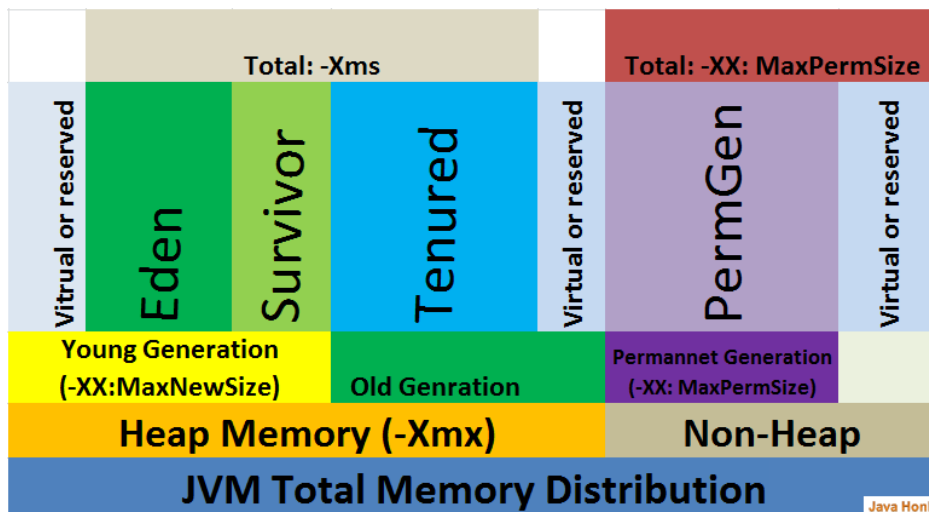 Total: -Xms
Total: -XX: MaxPermSize
Vitrual or reserved
Eden
Survivor
Tenured
Virtual or reserved
PermGen
Virtual or reserved
Young Generation
(-XX:MaxNewSize)
Old Genration
Permannet Generation
(-XX: MaxPermSize)
Heap Memory (-Xmx)
Non-Heap
JVM Total Memory Distribution
Java